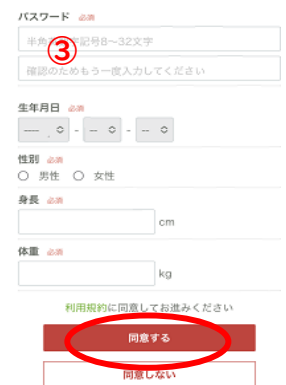 パスワード 必須
半角 記号8〜32文字
③
確認のためもう一度入力してください
生年月日 必須
---- - -- - --
性別 必須
男性 女性
身長 必須
cm
体重 必須
kg
利用規約に同意してお進みください
同意する
同意しない